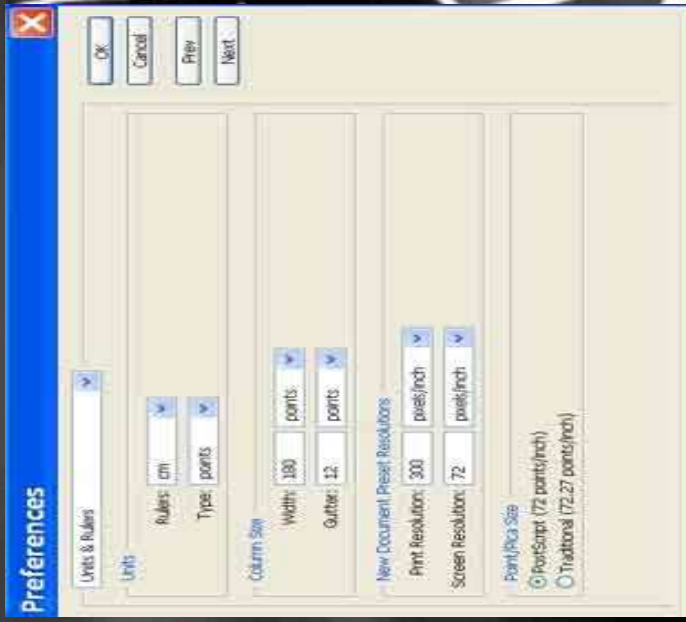 Preferences
Units & Rulers
Units
Rulers: cm
Type: points
Column Size
Width: 180 points
Gutter: 12 points
New Document Preset Resolutions
Print Resolution: 300 pixels/inch
Screen Resolution: 72 pixels/inch
Point/Pica Size
PostScript (72 points/inch)
Traditional (72.27 points/inch)
OK
Cancel
Prev
Next